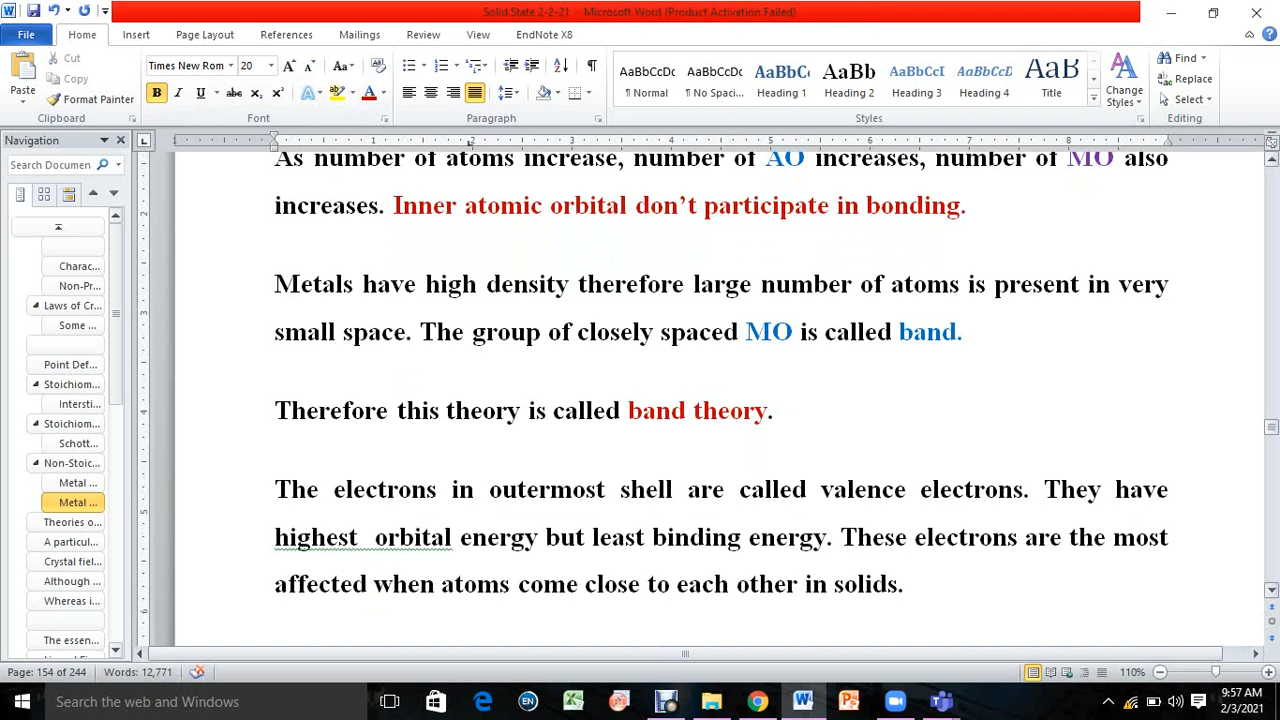 Solid State 2-2-21 - Microsoft Word (Product Activation Failed)
File Home Insert Page Layout References Mailings Review View EndNote X8
Paste
Cut
Copy
Format Painter
Clipboard
Times New Rom 20
Font
Paragraph
AaBbCcDc AaBbCcDc AaBbCc AaBbCc AaBbCcI AaBbCcDc AaB
¶ Normal ¶ No Spaci... Heading 1 Heading 2 Heading 3 Heading 4 Title
Styles
Change Styles
Find
Replace
Select
Editing
Navigation
Search Documen
Charac...
Non-Pr...
Laws of Cr...
Some ...
Point Def...
Stoichiom...
Intersti...
Stoichiom...
Schott...
Non-Stoic...
Metal ...
Metal ...
Theories o...
A particul...
Crystal fiel...
Although ...
Whereas i...
The essen...
As number of atoms increase, number of AO increases, number of MO also
increases. Inner atomic orbital don’t participate in bonding.
Metals have high density therefore large number of atoms is present in very
small space. The group of closely spaced MO is called band.
Therefore this theory is called band theory.
The electrons in outermost shell are called valence electrons. They have
highest orbital energy but least binding energy. These electrons are the most
affected when atoms come close to each other in solids.
Page: 154 of 244 Words: 12,771 110%
Search the web and Windows
9:57 AM
2/3/2021